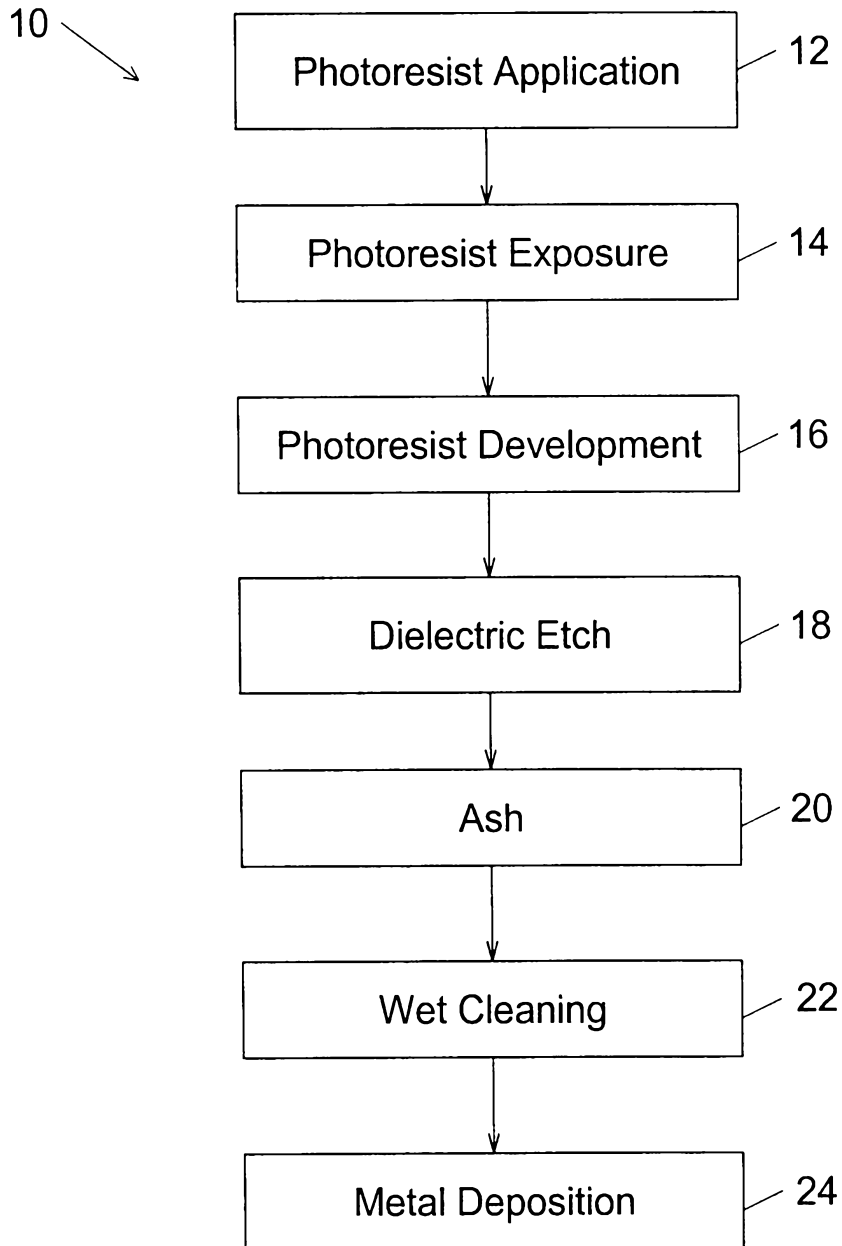 10
Photoresist Application 12
Photoresist Exposure 14
Photoresist Development 16
Dielectric Etch 18
Ash 20
Wet Cleaning 22
Metal Deposition 24